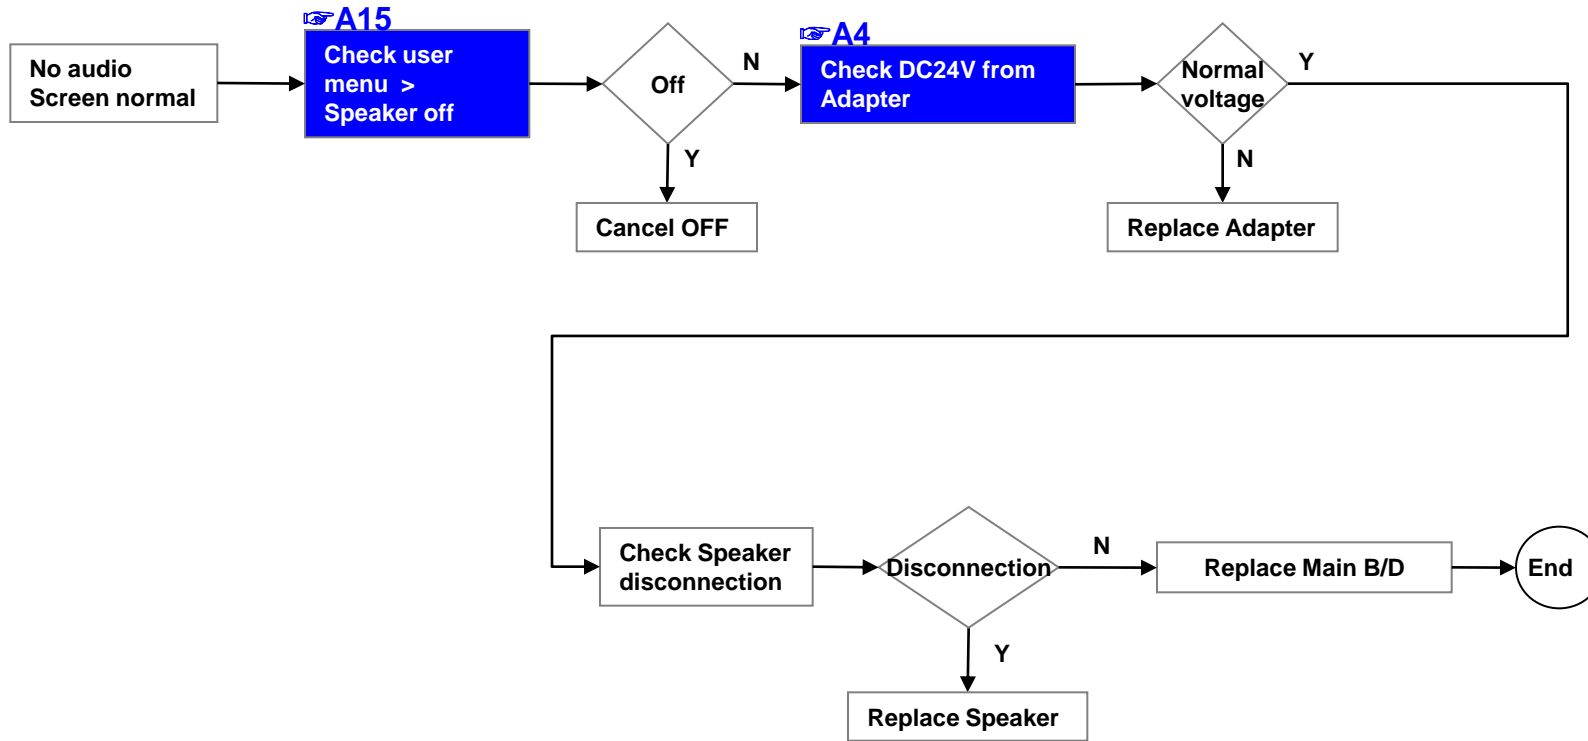 ☞A15
No audio
Screen normal
Check user
menu >
Speaker off
Off
N
Y
Cancel OFF
☞A4
Check DC24V from
Adapter
Normal
voltage
Y
N
Replace Adapter
Check Speaker
disconnection
Disconnection
N
Y
Replace Speaker
Replace Main B/D
End